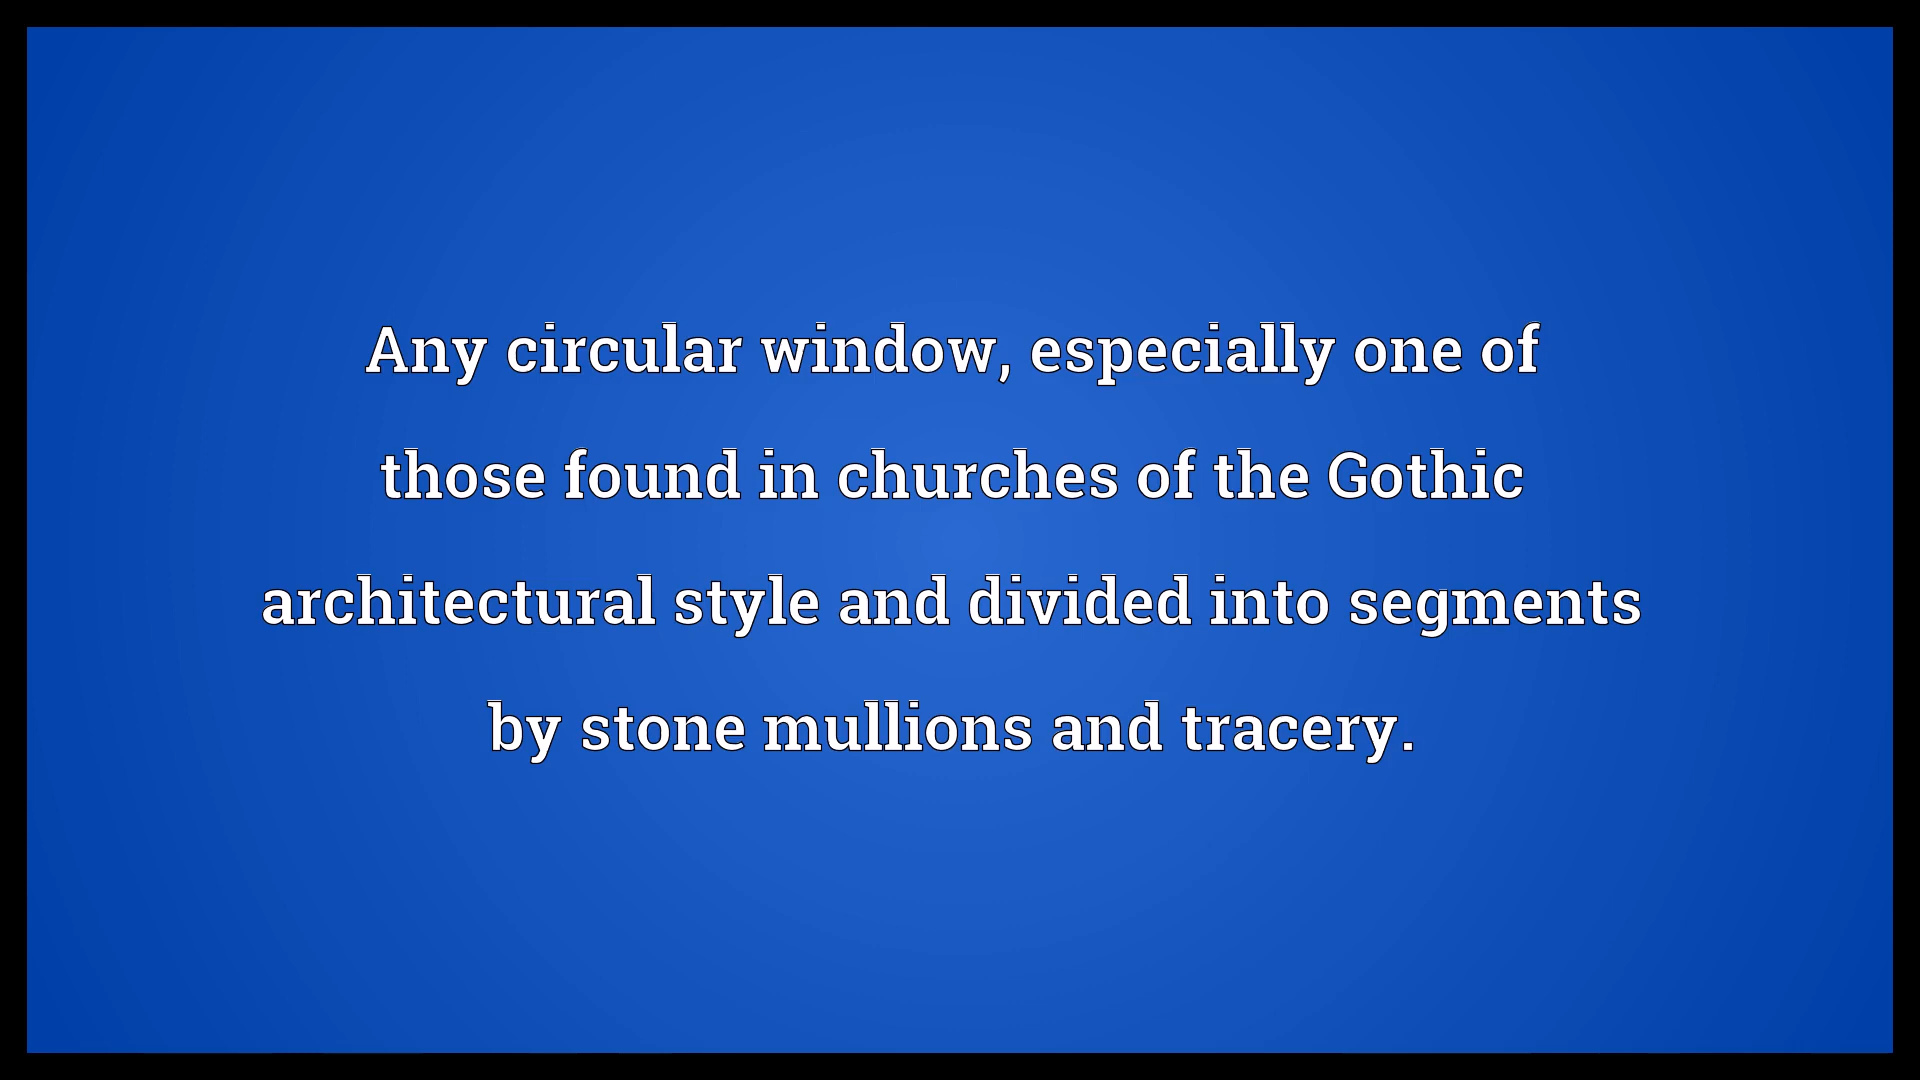 Any circular window, especially one of
those found in churches of the Gothic
architectural style and divided into segments
by stone mullions and tracery.